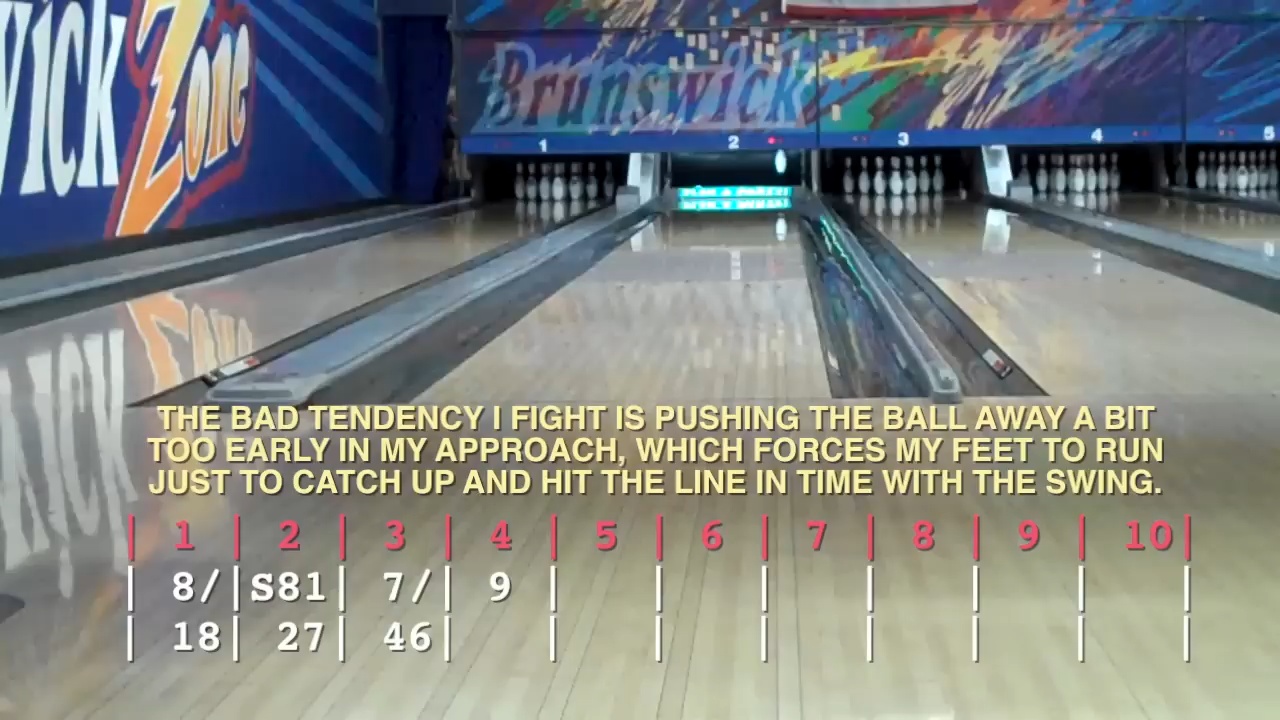 wick Zone
Brunswick
1 2 3 4 5
THE BAD TENDENCY I FIGHT IS PUSHING THE BALL AWAY A BIT
TOO EARLY IN MY APPROACH, WHICH FORCES MY FEET TO RUN
JUST TO CATCH UP AND HIT THE LINE IN TIME WITH THE SWING.
| 1 | 2 | 3 | 4 | 5 | 6 | 7 | 8 | 9 | 10|
| 8/|S81| 7/| 9 | | | | | | |
| 18| 27| 46| | | | | | | |